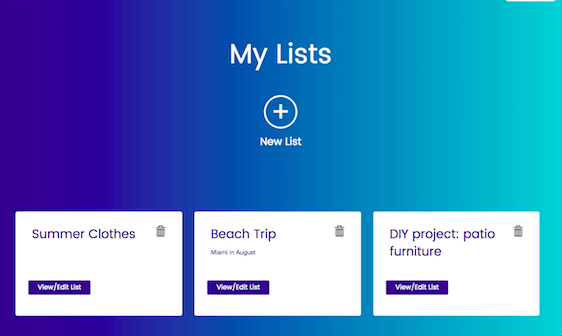 My Lists
New List
Summer Clothes
View/Edit List
Beach Trip
Miami in August
View/Edit List
DIY project: patio
furniture
View/Edit List